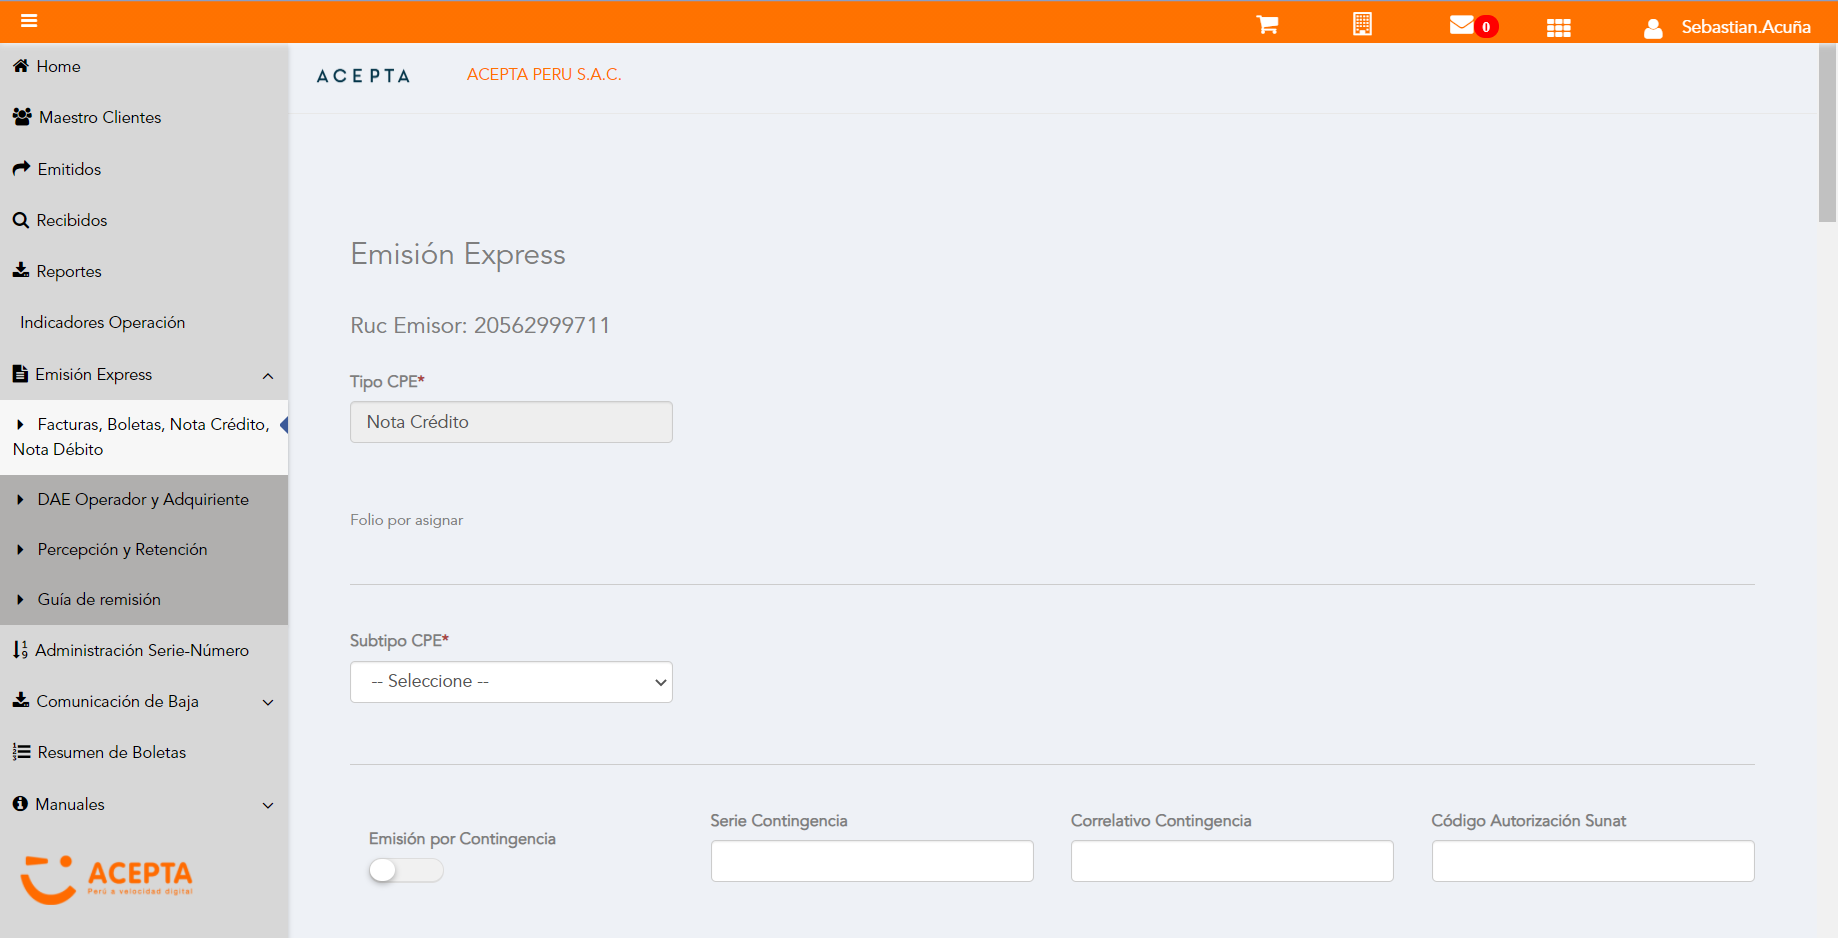 0
Sebastian.Acuña
Home
Maestro Clientes
Emitidos
Recibidos
Reportes
Indicadores Operación
Emisión Express
Facturas, Boletas, Nota Crédito,
Nota Débito
DAE Operador y Adquiriente
Percepción y Retención
Guía de remisión
Administración Serie-Número
Comunicación de Baja
Resumen de Boletas
Manuales
ACEPTA
Perú a velocidad digital
ACEPTA
ACEPTA PERU S.A.C.
Emisión Express
Ruc Emisor: 20562999711
Tipo CPE*
Nota Crédito
Folio por asignar
Subtipo CPE*
-- Seleccione --
Emisión por Contingencia
Serie Contingencia
Correlativo Contingencia
Código Autorización Sunat